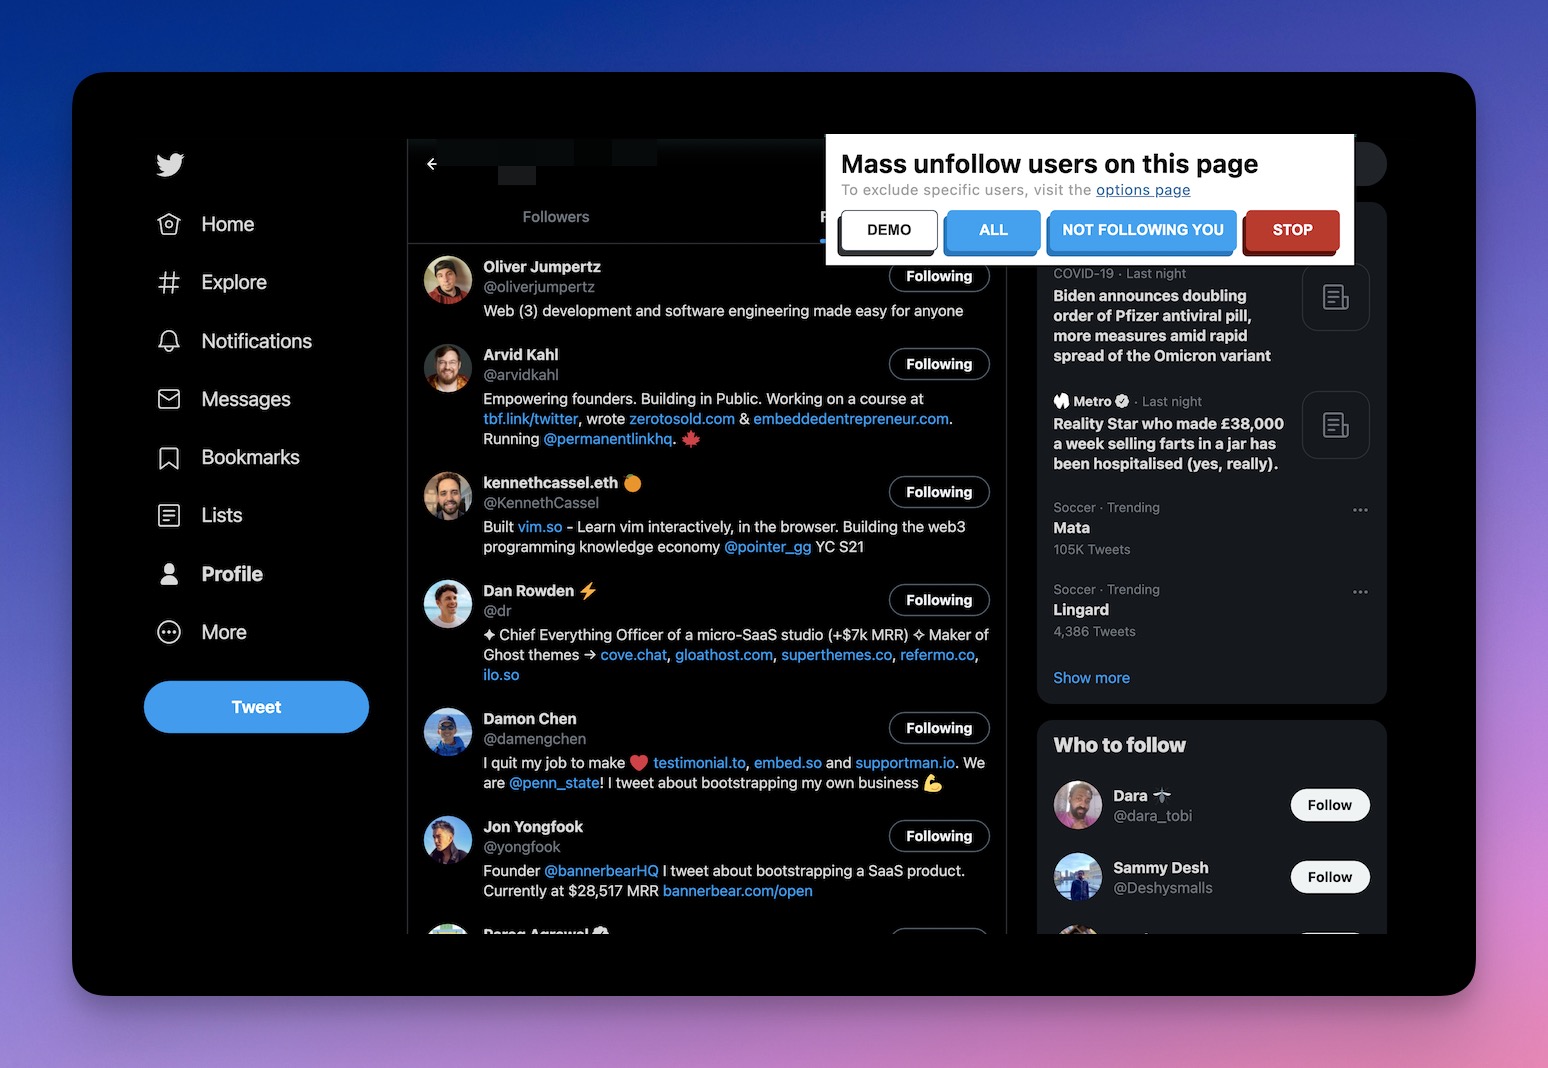 Home
Explore
Notifications
Messages
Bookmarks
Lists
Profile
More
Tweet
Followers
Mass unfollow users on this page
To exclude specific users, visit the options page
DEMO
ALL
NOT FOLLOWING YOU
STOP
Oliver Jumpertz
@oliverjumpertz
Following
Web (3) development and software engineering made easy for anyone
Arvid Kahl
@arvidkahl
Following
Empowering founders. Building in Public. Working on a course at
tbf.link/twitter, wrote zerotosold.com & embeddedentrepreneur.com.
Running @permanentlinkhq. 🍁
kennethcassel.eth 🍊
@KennethCassel
Following
Built vim.so - Learn vim interactively, in the browser. Building the web3
programming knowledge economy @pointer_gg YC S21
Dan Rowden ⚡
@dr
Following
✦ Chief Everything Officer of a micro-SaaS studio (+$7k MRR) ✧ Maker of
Ghost themes → cove.chat, gloathost.com, superthemes.co, refermo.co,
ilo.so
Damon Chen
@damengchen
Following
I quit my job to make ❤️ testimonial.to, embed.so and supportman.io. We
are @penn_state! I tweet about bootstrapping my own business 💪
Jon Yongfook
@yongfook
Following
Founder @bannerbearHQ I tweet about bootstrapping a SaaS product.
Currently at $28,517 MRR bannerbear.com/open
COVID-19 · Last night
Biden announces doubling
order of Pfizer antiviral pill,
more measures amid rapid
spread of the Omicron variant
Metro · Last night
Reality Star who made £38,000
a week selling farts in a jar has
been hospitalised (yes, really).
Soccer · Trending
Mata
105K Tweets
Soccer · Trending
Lingard
4,386 Tweets
Show more
Who to follow
Dara
@dara_tobi
Follow
Sammy Desh
@Deshysmalls
Follow